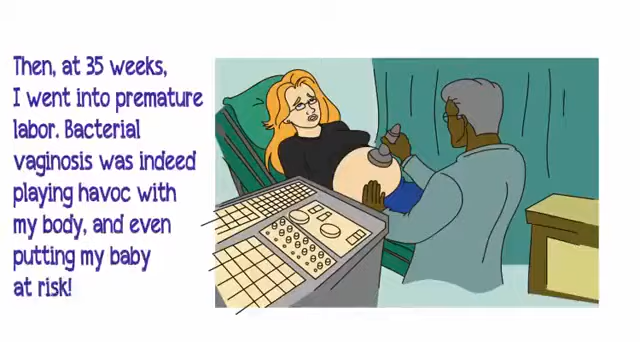 Then, at 35 weeks,
I went into premature
labor. Bacterial
vaginosis was indeed
playing havoc with
my body, and even
putting my baby
at risk!